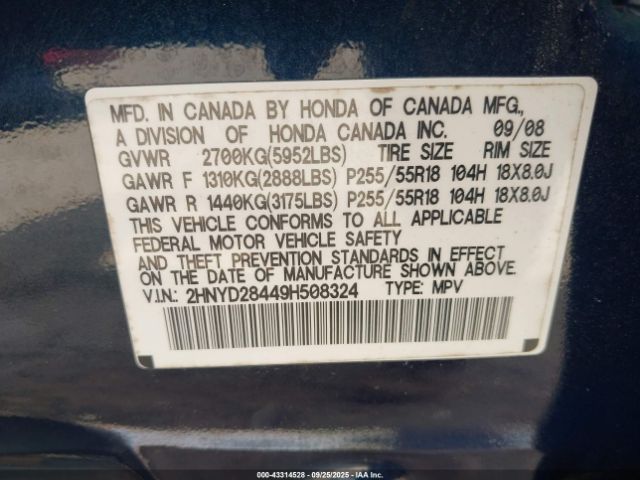 MFD. IN CANADA BY HONDA OF CANADA MFG.,
A DIVISION OF HONDA CANADA INC. 09/08
GVWR 2700KG(5952LBS) TIRE SIZE RIM SIZE
GAWR F 1310KG(2888LBS) P255/55R18 104H 18X8.0J
GAWR R 1440KG(3175LBS) P255/55R18 104H 18X8.0J
THIS VEHICLE CONFORMS TO ALL APPLICABLE
FEDERAL MOTOR VEHICLE SAFETY
AND THEFT PREVENTION STANDARDS IN EFFECT
ON THE DATE OF MANUFACTURE SHOWN ABOVE.
V.I.N.: 2HNYD28449H508324 TYPE: MPV
000-43314528 - 09/25/2025 - IAA Inc.